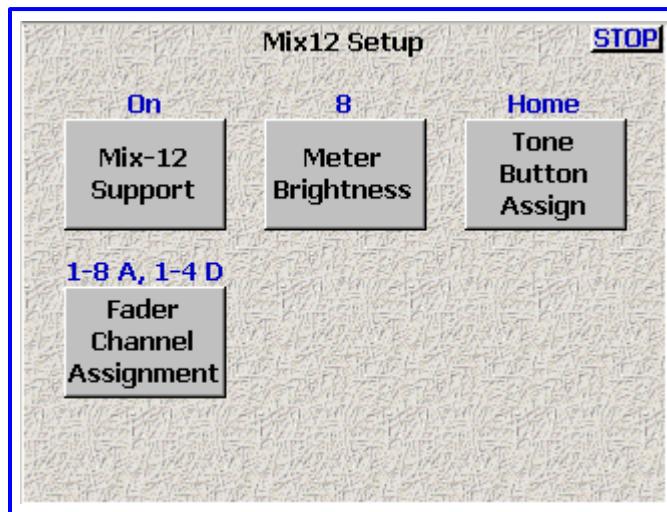 Mix12 Setup
STOP
On
Mix-12
Support
8
Meter
Brightness
Home
Tone
Button
Assign
1-8 A, 1-4 D
Fader
Channel
Assignment